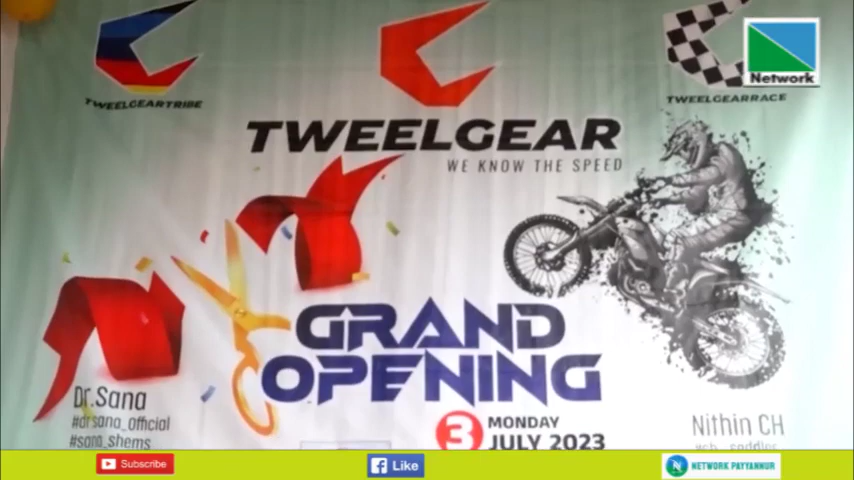 TWEELGEARTRIBE
TWEELGEAR
WE KNOW THE SPEED
TWEELGEARRACE
Network
GRAND
OPENING
3 MONDAY
JULY 2023
Dr.Sana
#drsana_Official
#sana_shems
Nithin CH
Subscribe
Like
NETWORK PAYYANNUR